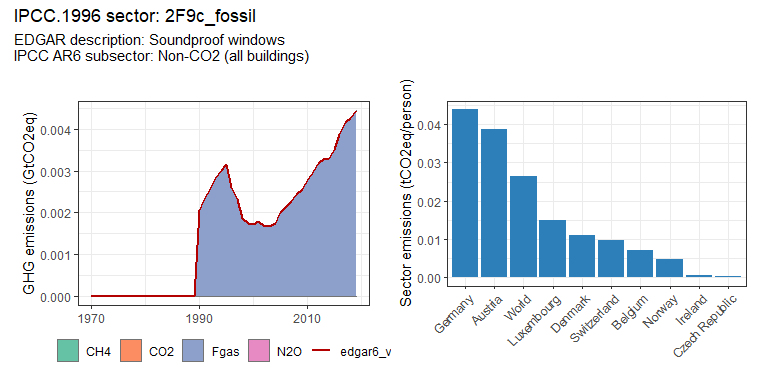 IPCC.1996 sector: 2F9c_fossil
EDGAR description: Soundproof windows
IPCC AR6 subsector: Non-CO2 (all buildings)
GHG emissions (GtCO2eq)
0.004
0.003
0.002
0.001
0.000
1970
1990
2010
CH4
CO2
Fgas
N2O
edgar6_v
Sector emissions (tCO2eq/person)
0.04
0.03
0.02
0.01
0.00
Germany
Austria
World
Luxembourg
Denmark
Switzerland
Belgium
Norway
Ireland
Czech Republic